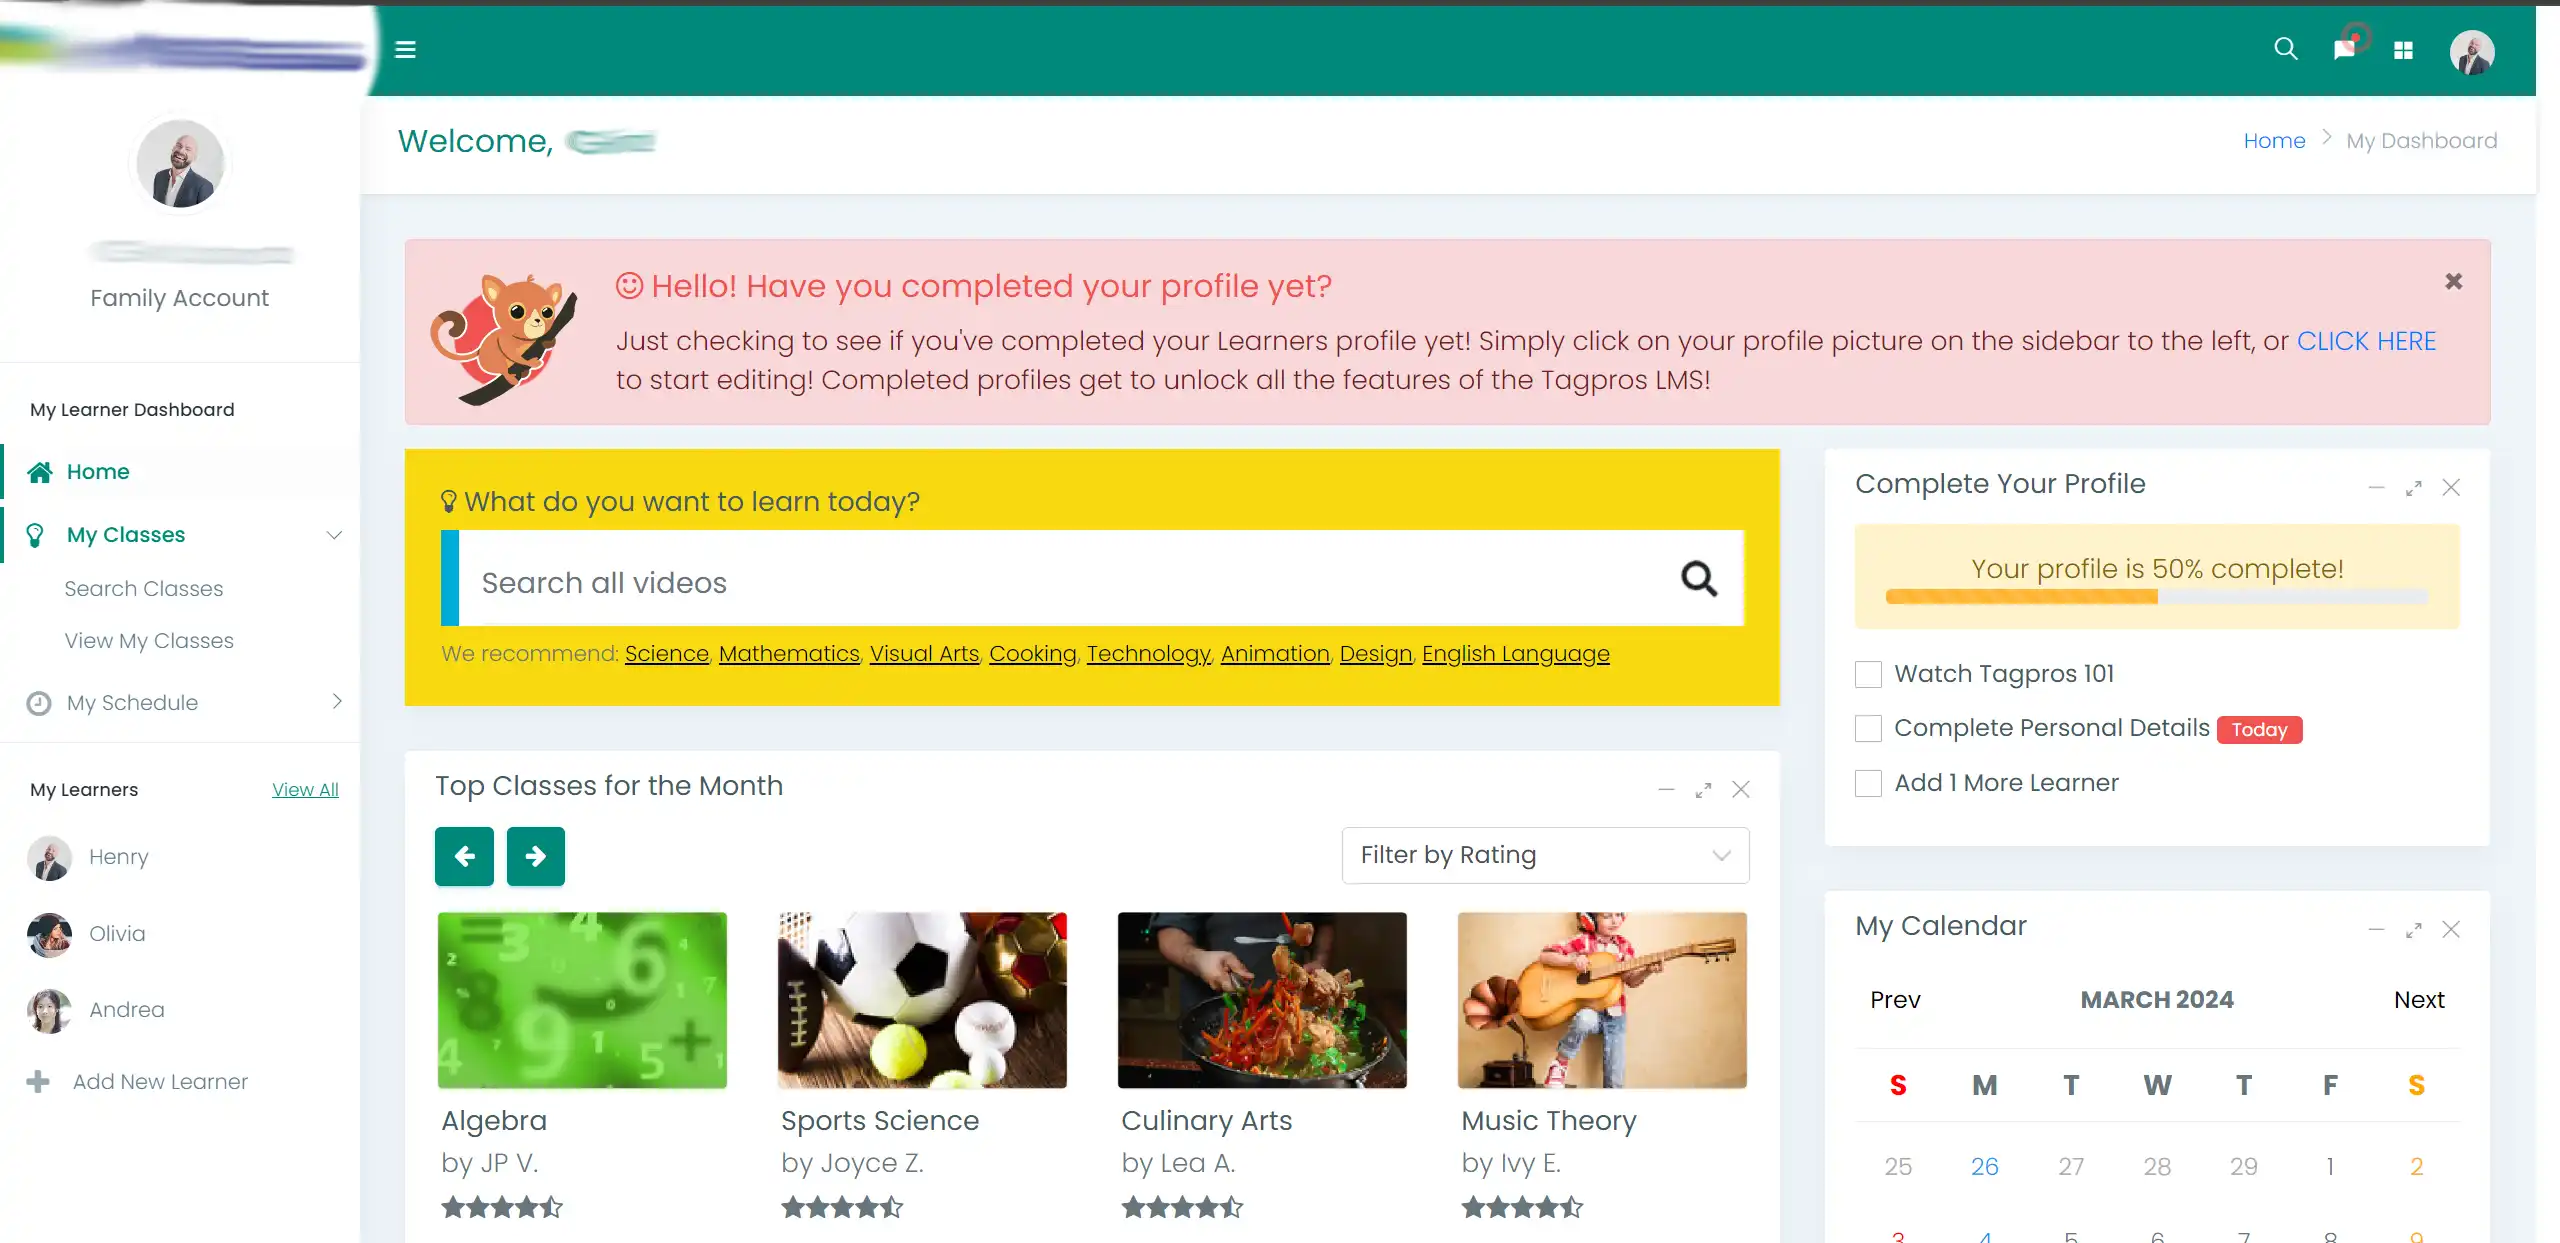 Welcome,
Home > My Dashboard
Family Account
My Learner Dashboard
Home
My Classes
Search Classes
View My Classes
My Schedule
My Learners View All
Henry
Olivia
Andrea
Add New Learner
Hello! Have you completed your profile yet?
Just checking to see if you've completed your Learners profile yet! Simply click on your profile picture on the sidebar to the left, or CLICK HERE
to start editing! Completed profiles get to unlock all the features of the Tagpros LMS!
What do you want to learn today?
Search all videos
We recommend: Science, Mathematics, Visual Arts, Cooking, Technology, Animation, Design, English Language
Top Classes for the Month
Filter by Rating
Algebra
by JP V.
Sports Science
by Joyce Z.
Culinary Arts
by Lea A.
Music Theory
by Ivy E.
Complete Your Profile
Your profile is 50% complete!
Watch Tagpros 101
Complete Personal Details Today
Add 1 More Learner
My Calendar
Prev MARCH 2024 Next
S M T W T F S
25 26 27 28 29 1 2
3 4 5 6 7 8 9